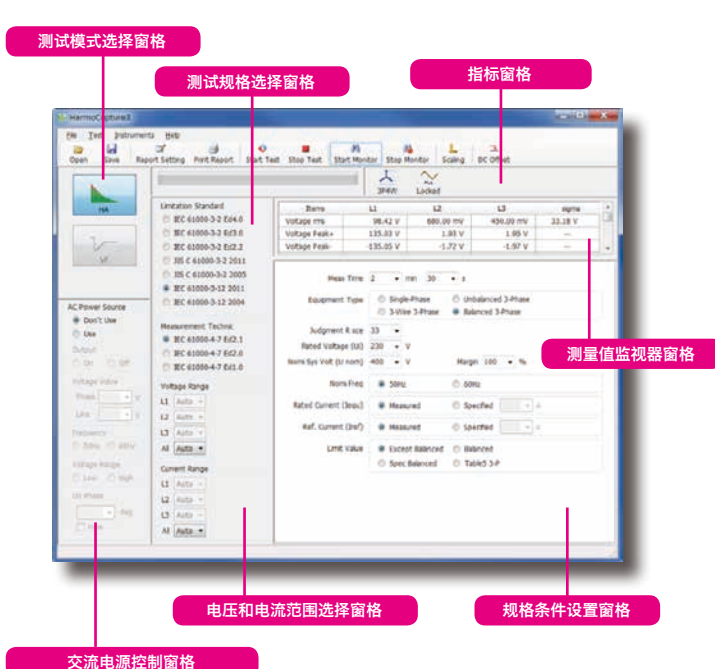 测试模式选择窗格
测试规格选择窗格
指标窗格
HarmoCapture3
File Test Instruments Help
Open Save Report Setting Print Report Start Test Stop Test Start Monitor Stop Monitor Scaling DC Offset
3P4W Locked
HA
V/F
Limitation Standard
IEC 61000-3-2 Ed4.0
IEC 61000-3-2 Ed3.0
IEC 61000-3-2 Ed2.2
JIS C 61000-3-2 2011
JIS C 61000-3-2 2005
IEC 61000-3-12 2011
IEC 61000-3-12 2004
Measurement Technic
IEC 61000-4-7 Ed2.1
IEC 61000-4-7 Ed2.0
IEC 61000-4-7 Ed1.0
Voltage Range
L1 Auto
L2 Auto
L3 Auto
All Auto
Current Range
L1 Auto
L2 Auto
L3 Auto
All Auto
AC Power Source
Don't Use
Use
Output
On Off
Voltage Value
Phase V
Line V
Frequency
50Hz 60Hz
Voltage Range
Low High
On Phase
deg
Items L1 L2 L3 sigma
Voltage rms 98.42 V 680.00 mV 450.00 mV 33.18 V
Voltage Peak+ 135.03 V 1.93 V 1.95 V ---
Voltage Peak- -135.05 V -1.72 V -1.97 V ---
Meas Time 2 min 30 s
Equipment Type Single-Phase Unbalanced 3-Phase
3-Wire 3-Phase Balanced 3-Phase
Judgment R sce 33
Rated Voltage (Ui) 230 V
Nomi Sys Volt (U nom) 400 V Margin 100 %
Nomi Freq 50Hz 60Hz
Rated Current (Iequ) Measured Specified A
Ref. Current (Iref) Measured Specified A
Limit Value Except Balanced Balanced
Spec Balanced Table5 3-P
测量值监视器窗格
电压和电流范围选择窗格
规格条件设置窗格
交流电源控制窗格